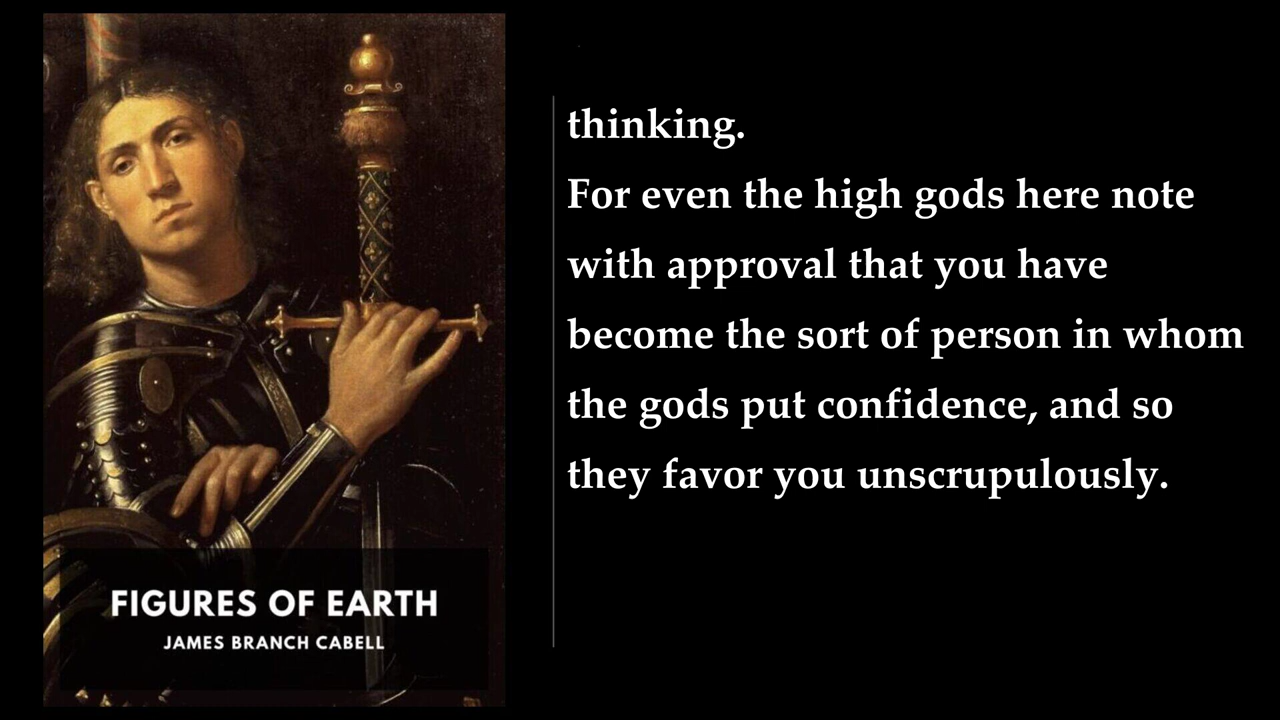 FIGURES OF EARTH
JAMES BRANCH CABELL
thinking.
For even the high gods here note
with approval that you have
become the sort of person in whom
the gods put confidence, and so
they favor you unscrupulously.